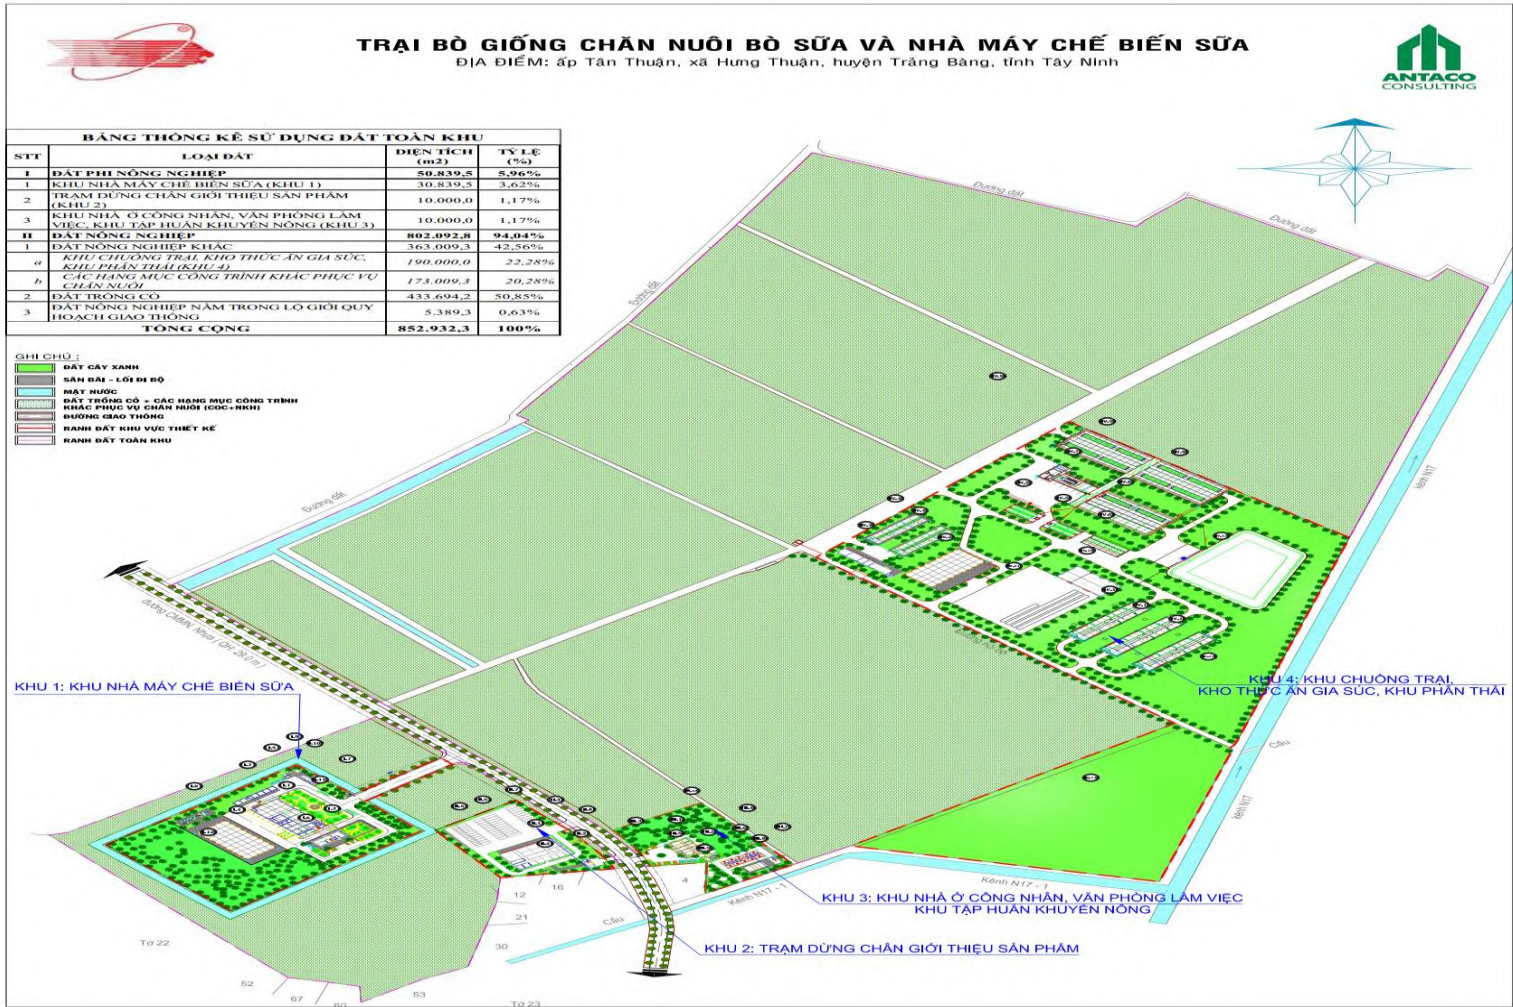 TRẠI BÒ GIỐNG CHĂN NUÔI BÒ SỮA VÀ NHÀ MÁY CHẾ BIẾN SỮA
ĐỊA ĐIỂM: ấp Tân Thuận, xã Hưng Thuận, huyện Trảng Bàng, tỉnh Tây Ninh
ANTACO
CONSULTING
BẢNG THỐNG KÊ SỬ DỤNG ĐẤT TOÀN KHU
STT LOẠI ĐẤT DIỆN TÍCH (m2) TỶ LỆ (%)
I ĐẤT PHI NÔNG NGHIỆP 50.839,5 5,96%
1 KHU NHÀ MÁY CHẾ BIẾN SỮA (KHU 1) 30.839,5 3,62%
2 TRẠM DỪNG CHÂN GIỚI THIỆU SẢN PHẨM (KHU 2) 10.000,0 1,17%
3 KHU NHÀ Ở CÔNG NHÂN, VĂN PHÒNG LÀM VIỆC, KHU TẬP HUẤN KHUYẾN NÔNG (KHU 3) 10.000,0 1,17%
II ĐẤT NÔNG NGHIỆP 802.092,8 94,04%
1 ĐẤT NÔNG NGHIỆP KHÁC 363.009,3 42,56%
a KHU CHUỒNG TRẠI, KHO THỨC ĂN GIA SÚC, KHU PHÂN THẢI (KHU 4) 190.000,0 22,28%
b CÁC HẠNG MỤC CÔNG TRÌNH KHÁC PHỤC VỤ CHĂN NUÔI 173.009,3 20,28%
2 ĐẤT TRỒNG CỎ 433.694,2 50,85%
3 ĐẤT NÔNG NGHIỆP NẰM TRONG LỘ GIỚI QUY HOẠCH GIAO THÔNG 5.389,3 0,63%
TỔNG CỘNG 852.932,3 100%
GHI CHÚ :
ĐẤT CÂY XANH
SÂN BÃI - LỐI ĐI BỘ
MẶT NƯỚC
ĐẤT TRỒNG CỎ + CÁC HẠNG MỤC CÔNG TRÌNH
KHÁC PHỤC VỤ CHĂN NUÔI (COC+NKH)
ĐƯỜNG GIAO THÔNG
RANH ĐẤT KHU VỰC THIẾT KẾ
RANH ĐẤT TOÀN KHU
Đường đất
Đường đất
Đường đất
Đường đất
kênh N17
đường CMMN, Nhựa ( QH: 29.0 m )
KHU 1: KHU NHÀ MÁY CHẾ BIẾN SỮA
KHU 4: KHU CHUỒNG TRẠI,
KHO THỨC ĂN GIA SÚC, KHU PHÂN THẢI
Cầu
kênh N17
Kênh N17 - 1
Kênh N17 - 1
KHU 3: KHU NHÀ Ở CÔNG NHÂN, VĂN PHÒNG LÀM VIỆC
KHU TẬP HUẤN KHUYẾN NÔNG
KHU 2: TRẠM DỪNG CHÂN GIỚI THIỆU SẢN PHẨM
Cầu
4
12
16
21
30
Tờ 22
52
67
60
53
Tờ 23